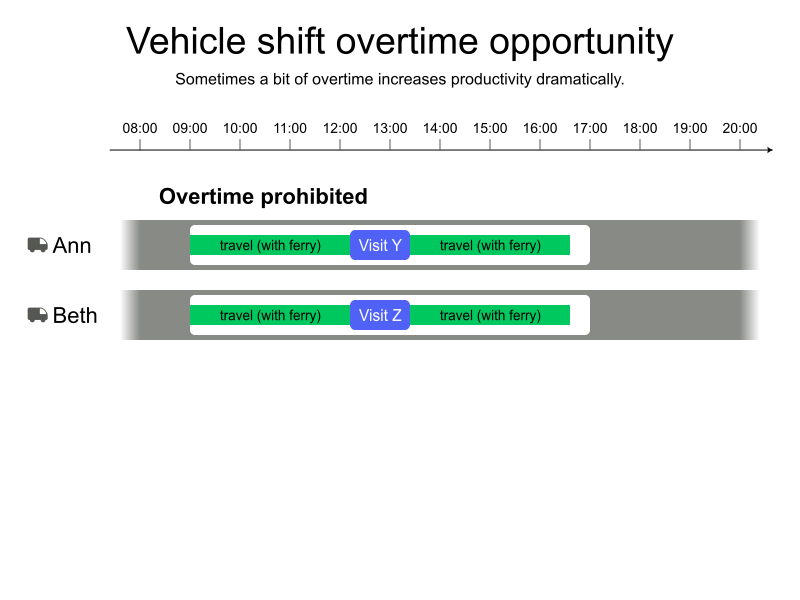 Vehicle shift overtime opportunity
Sometimes a bit of overtime increases productivity dramatically.
08:00 09:00 10:00 11:00 12:00 13:00 14:00 15:00 16:00 17:00 18:00 19:00 20:00
Overtime prohibited
Ann travel (with ferry) Visit Y travel (with ferry)
Beth travel (with ferry) Visit Z travel (with ferry)